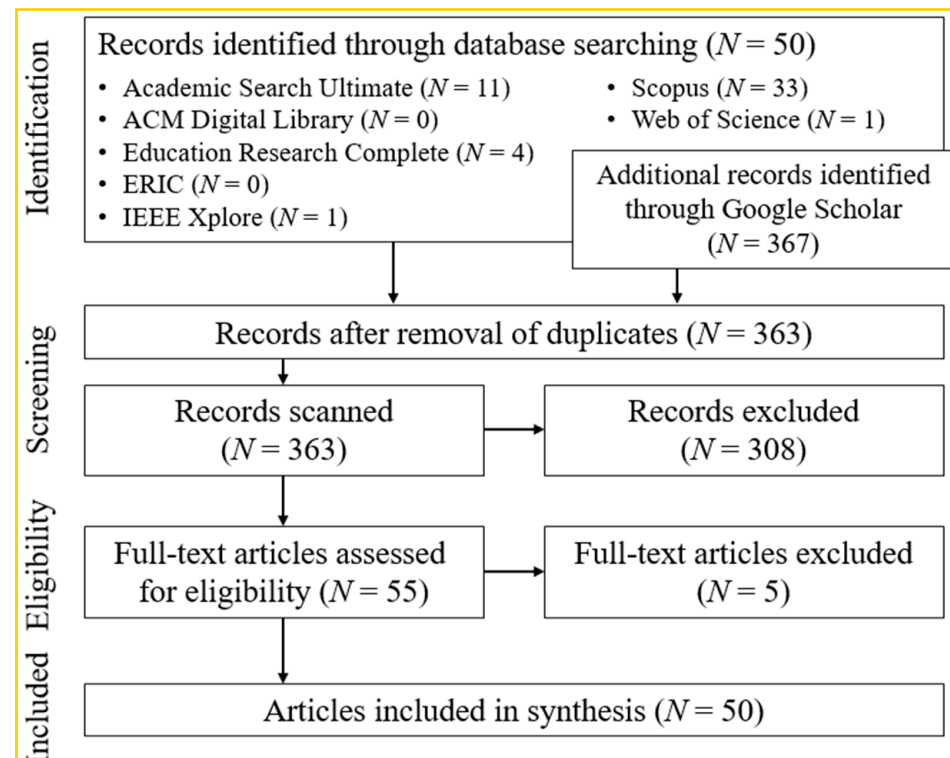 Identification
Records identified through database searching (N = 50)
• Academic Search Ultimate (N = 11)
• ACM Digital Library (N = 0)
• Education Research Complete (N = 4)
• ERIC (N = 0)
• IEEE Xplore (N = 1)
• Scopus (N = 33)
• Web of Science (N = 1)
Additional records identified
through Google Scholar
(N = 367)
Screening
Records after removal of duplicates (N = 363)
Records scanned
(N = 363)
Records excluded
(N = 308)
Eligibility
Full-text articles assessed
for eligibility (N = 55)
Full-text articles excluded
(N = 5)
Included
Articles included in synthesis (N = 50)